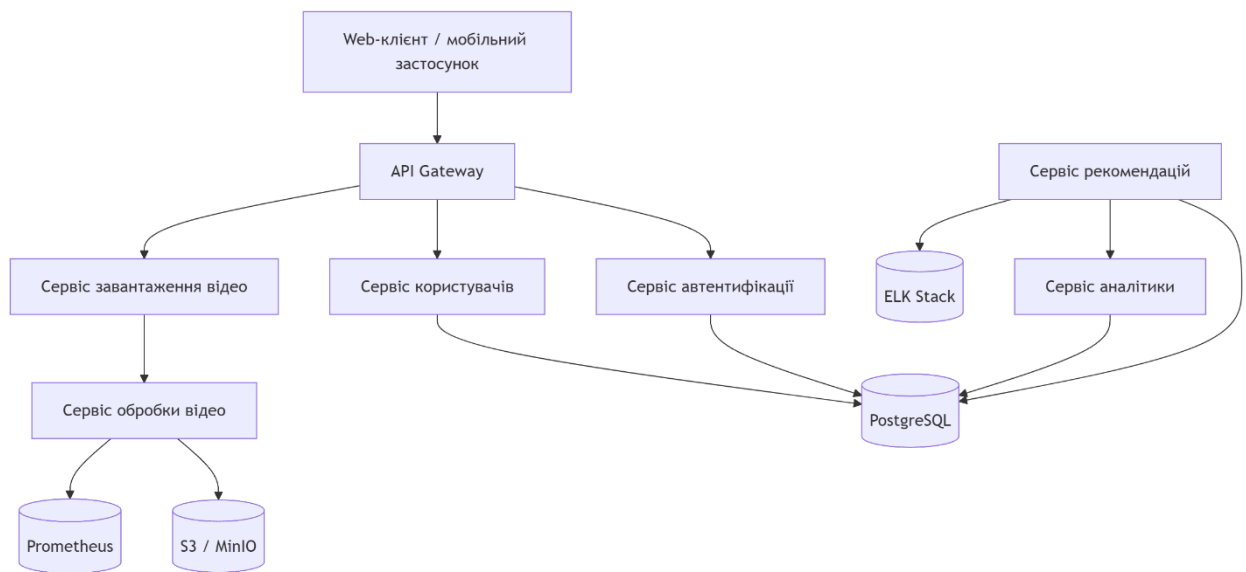 Web-клієнт / мобільний
застосунок
API Gateway
Сервіс рекомендацій
Сервіс завантаження відео
Сервіс користувачів
Сервіс автентифікації
ELK Stack
Сервіс аналітики
Сервіс обробки відео
PostgreSQL
Prometheus
S3 / MinIO